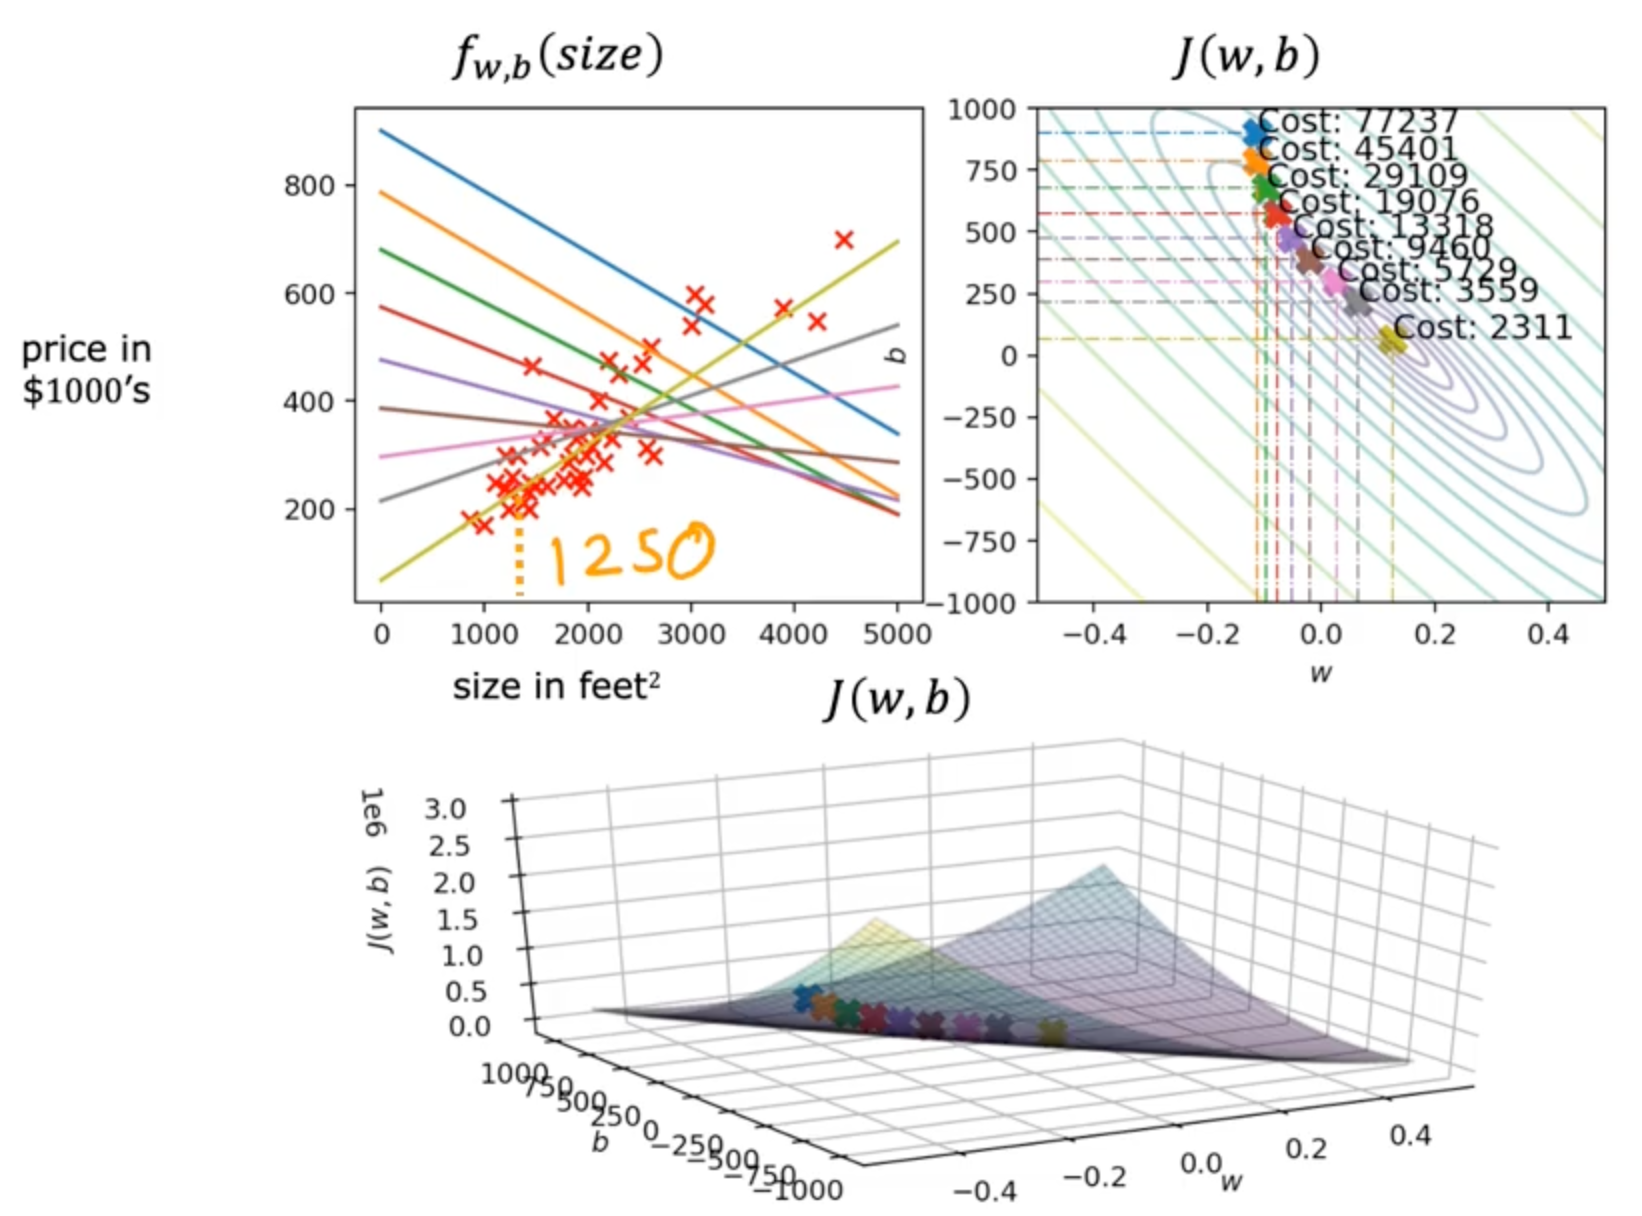 f_{w,b}(size)
J(w, b)
price in
$1000's
800
600
400
200
1250
0 1000 2000 3000 4000 5000
size in feet²
1000
750
500
250
0
−250
−500
−750
−1000
b
Cost: 77237
Cost: 45401
Cost: 29109
Cost: 19076
Cost: 13318
Cost: 9460
Cost: 5729
Cost: 3559
Cost: 2311
−0.4 −0.2 0.0 0.2 0.4
w
J(w, b)
1e6
J(w, b)
3.0
2.5
2.0
1.5
1.0
0.5
0.0
1000
750
500
250
0
−250
−500
−750
−1000
b
−0.4 −0.2 0.0 0.2 0.4
w